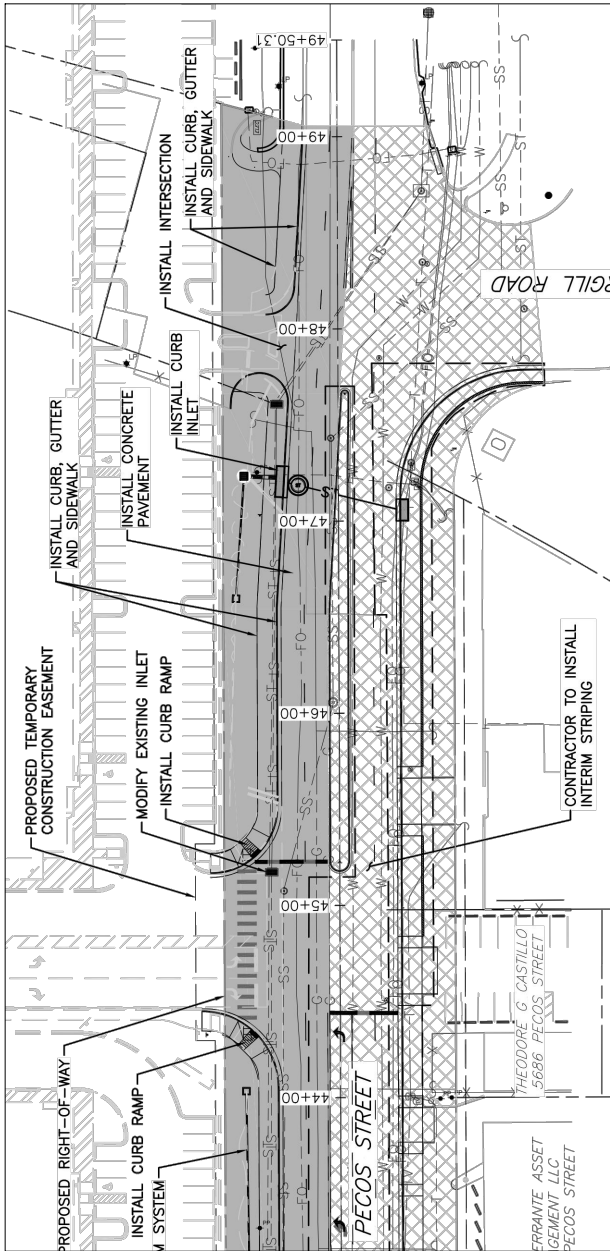 PROPOSED RIGHT-OF-WAY
INSTALL CURB RAMP
M SYSTEM
PROPOSED TEMPORARY
CONSTRUCTION EASEMENT
MODIFY EXISTING INLET
INSTALL CURB RAMP
INSTALL CURB, GUTTER
AND SIDEWALK
INSTALL CONCRETE
PAVEMENT
INSTALL CURB
INLET
INSTALL INTERSECTION
INSTALL CURB, GUTTER
AND SIDEWALK
44+00
45+00
46+00
47+00
48+00
49+00
49+50.31
PECOS STREET
CONTRACTOR TO INSTALL
INTERIM STRIPING
RGILL ROAD
THEODORE G CASTILLO
5686 PECOS STREET
ERRANTE ASSET
GEMENT LLC
PECOS STREET